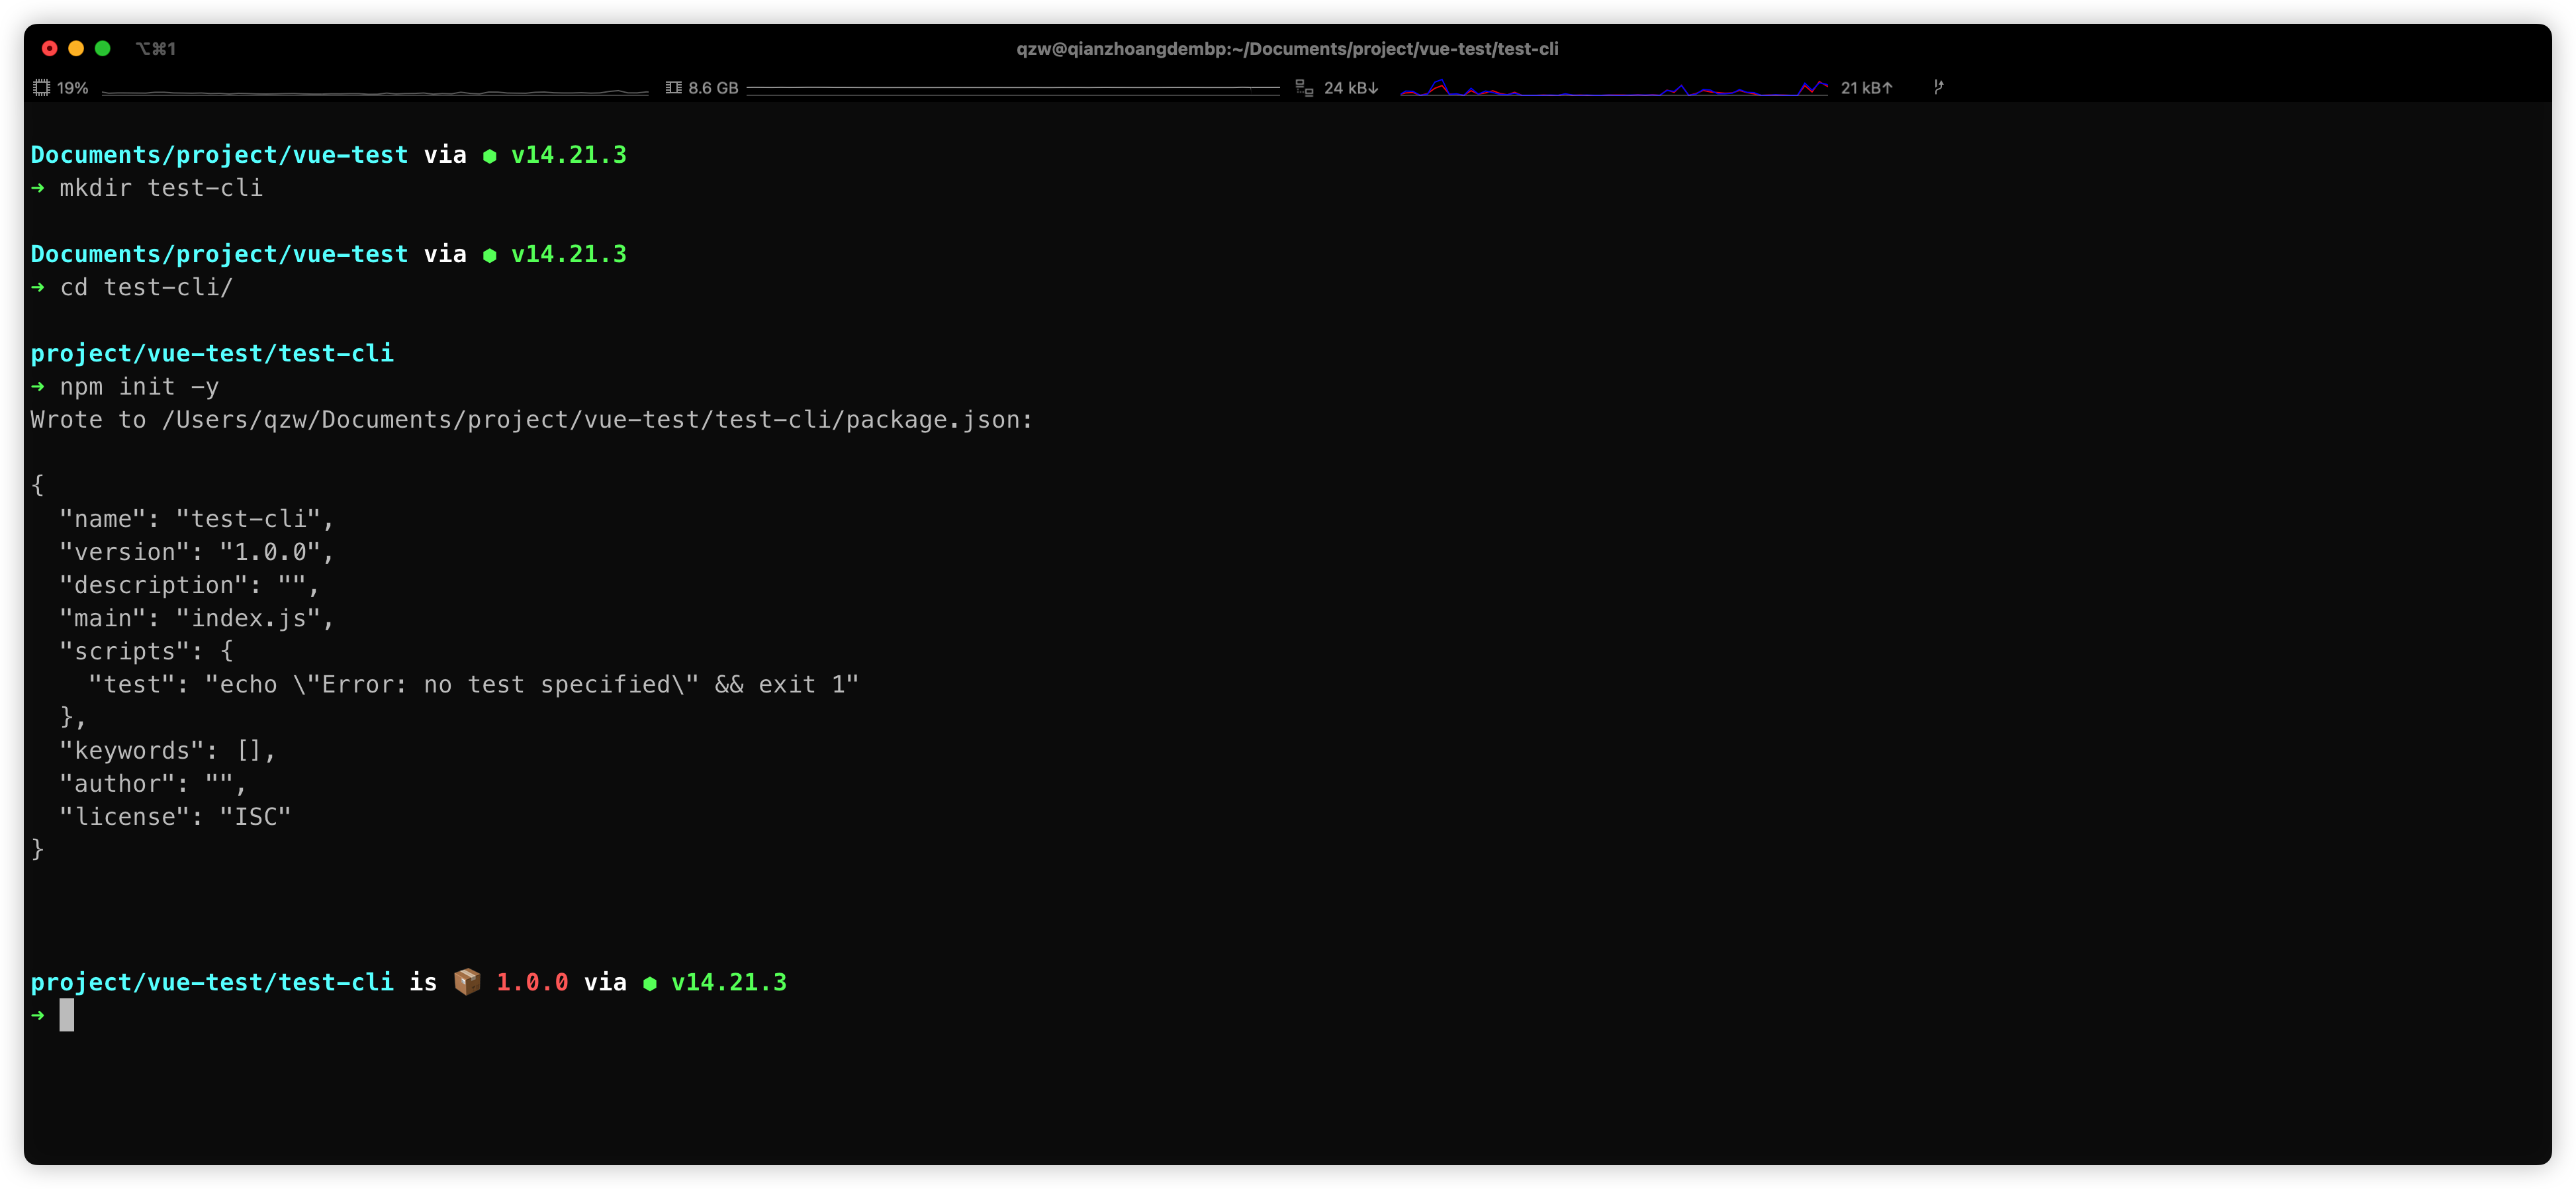 ⌥⌘1
qzw@qianzhoangdembp:~/Documents/project/vue-test/test-cli
19% 8.6 GB 24 kB↓ 21 kB↑
Documents/project/vue-test via ⬢ v14.21.3
➜ mkdir test-cli
Documents/project/vue-test via ⬢ v14.21.3
➜ cd test-cli/
project/vue-test/test-cli
➜ npm init -y
Wrote to /Users/qzw/Documents/project/vue-test/test-cli/package.json:
{
  "name": "test-cli",
  "version": "1.0.0",
  "description": "",
  "main": "index.js",
  "scripts": {
    "test": "echo \"Error: no test specified\" && exit 1"
  },
  "keywords": [],
  "author": "",
  "license": "ISC"
}
project/vue-test/test-cli is 📦 1.0.0 via ⬢ v14.21.3
➜